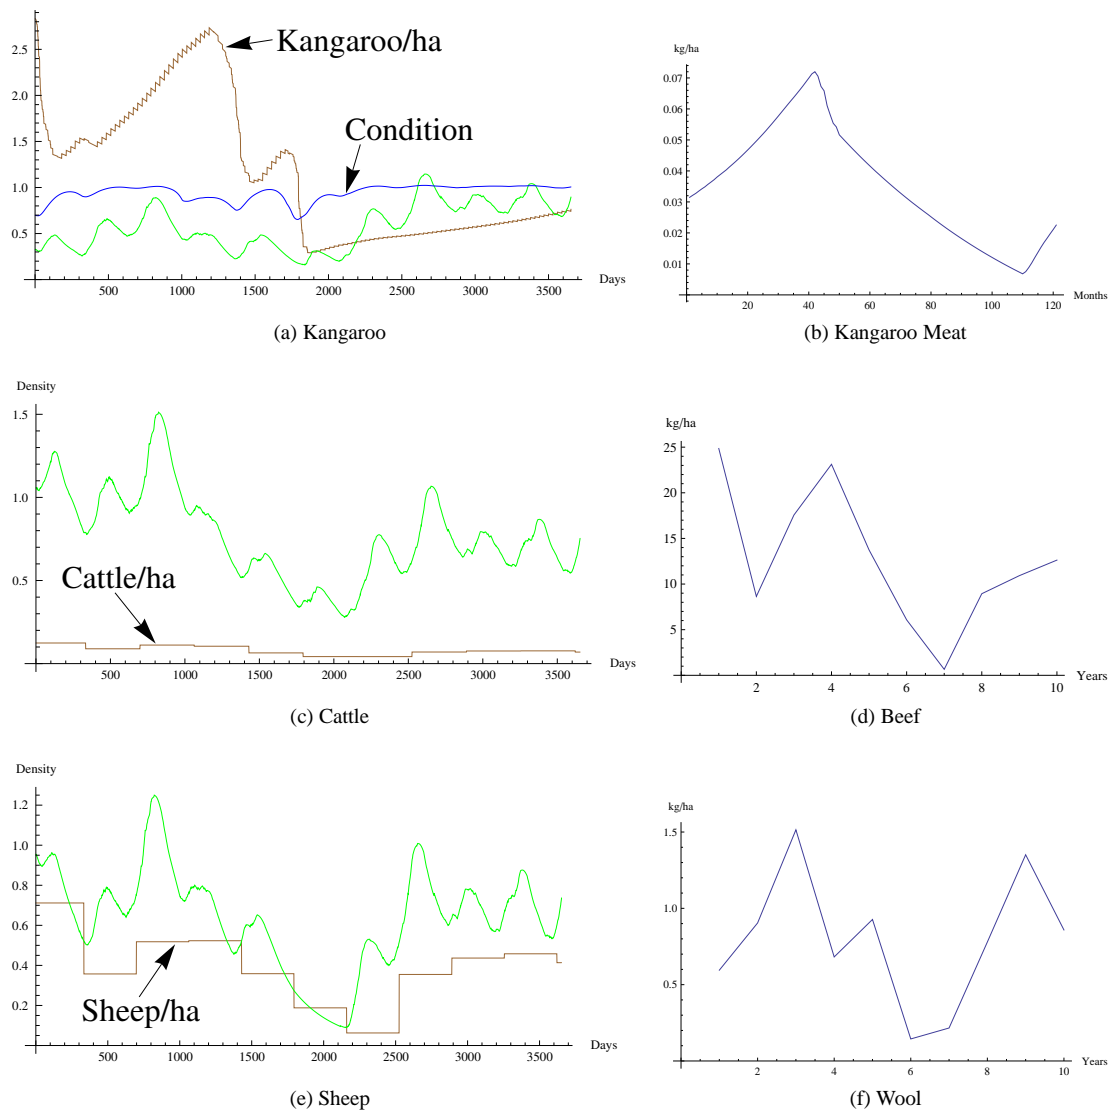 Kangaroo/ha
Condition
2.5
2.0
1.5
1.0
0.5
500 1000 1500 2000 2500 3000 3500
Days
(a) Kangaroo
kg/ha
0.07
0.06
0.05
0.04
0.03
0.02
0.01
20 40 60 80 100 120
Months
(b) Kangaroo Meat
Density
1.5
1.0
0.5
Cattle/ha
500 1000 1500 2000 2500 3000 3500
Days
(c) Cattle
kg/ha
25
20
15
10
5
2 4 6 8 10
Years
(d) Beef
Density
1.2
1.0
0.8
0.6
0.4
0.2
Sheep/ha
500 1000 1500 2000 2500 3000 3500
Days
(e) Sheep
kg/ha
1.5
1.0
0.5
2 4 6 8 10
Years
(f) Wool